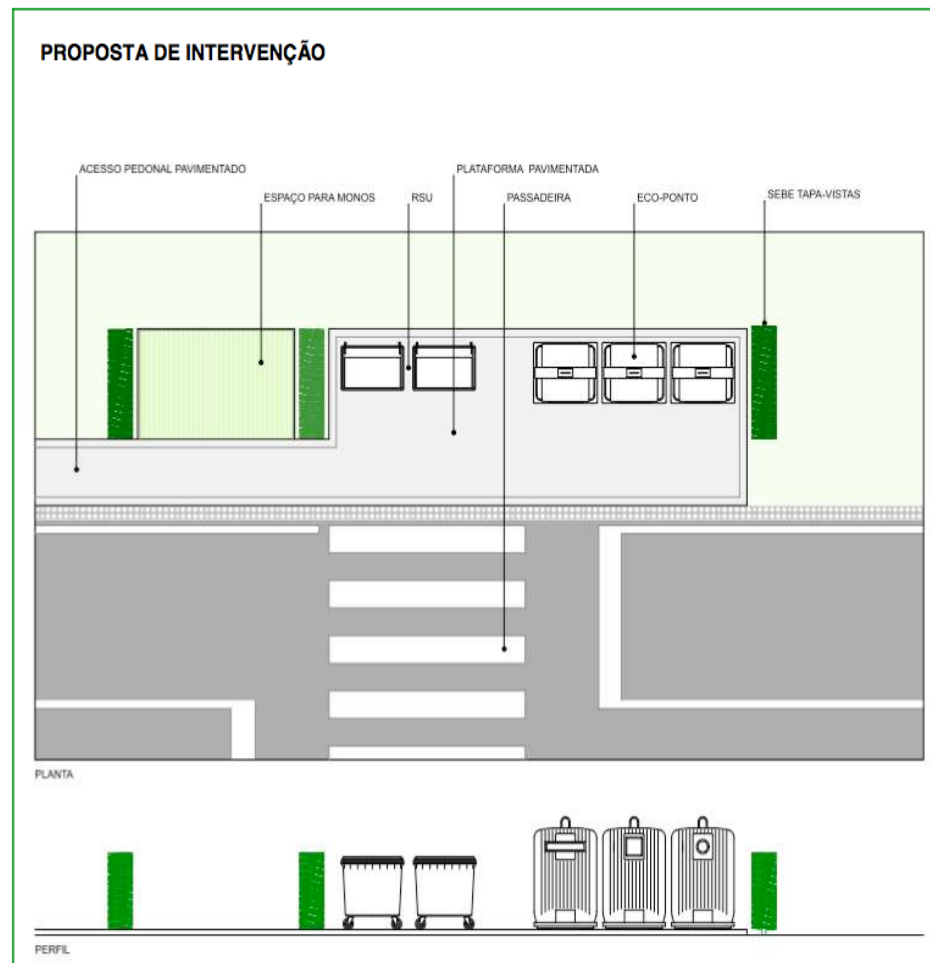 PROPOSTA DE INTERVENÇÃO
ACESSO PEDONAL PAVIMENTADO
PLATAFORMA PAVIMENTADA
ESPAÇO PARA MONOS
RSU
PASSADEIRA
ECO-PONTO
SEBE TAPA-VISTAS
PLANTA
PERFIL